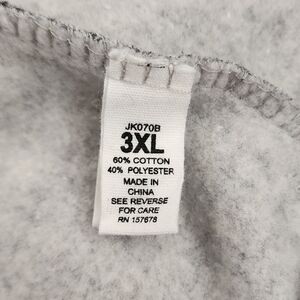 JK070B
3XL
60% COTTON
40% POLYESTER
MADE IN
CHINA
SEE REVERSE
FOR CARE
RN 157678